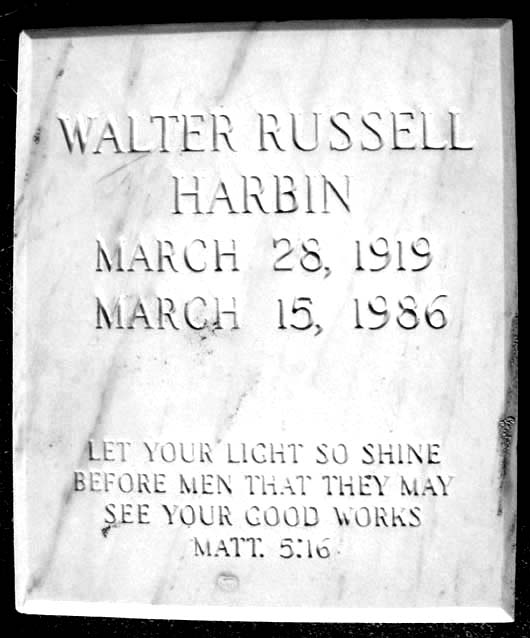 WALTER RUSSELL
HARBIN
MARCH 28, 1919
MARCH 15, 1986
LET YOUR LIGHT SO SHINE
BEFORE MEN THAT THEY MAY
SEE YOUR GOOD WORKS
MATT. 5:16